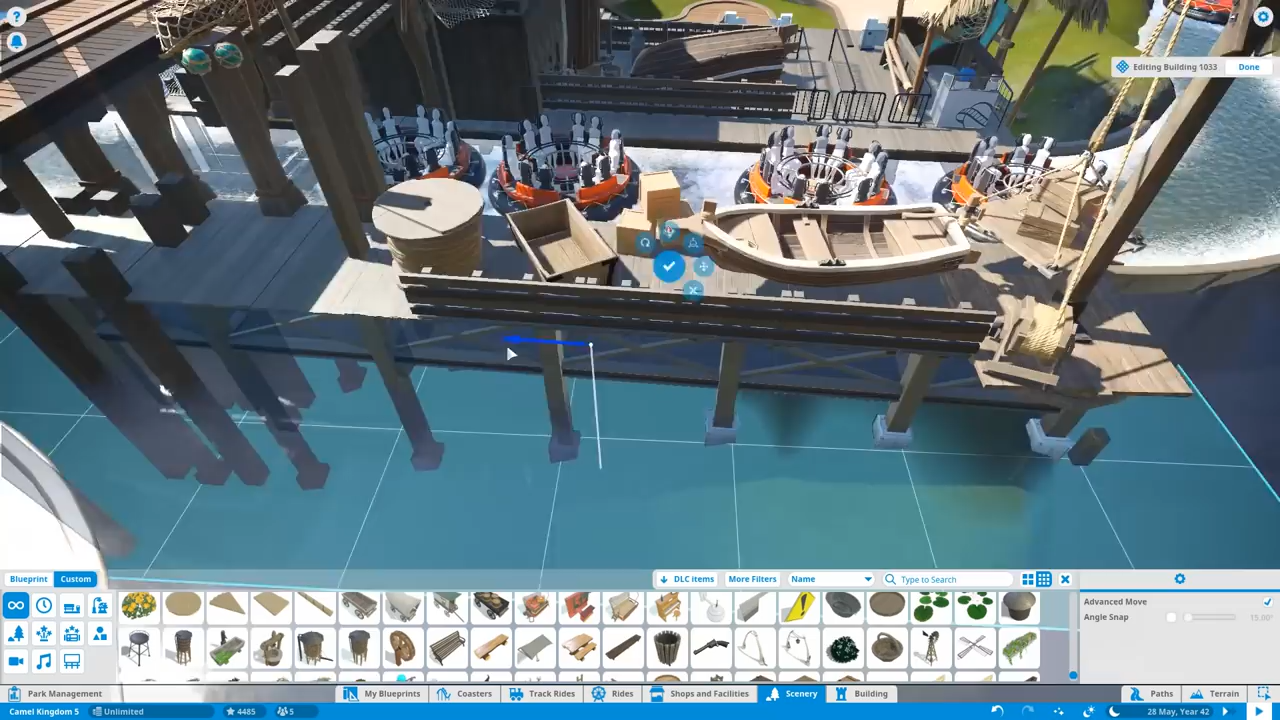 ?
Editing Building 1033 Done
Blueprint Custom DLC items More Filters Name Type to Search
Advanced Move
Angle Snap 15.00°
Park Management My Blueprints Coasters Track Rides Rides Shops and Facilities Scenery Building Paths Terrain
Camel Kingdom 5 Unlimited 4485 5 28 May, Year 42